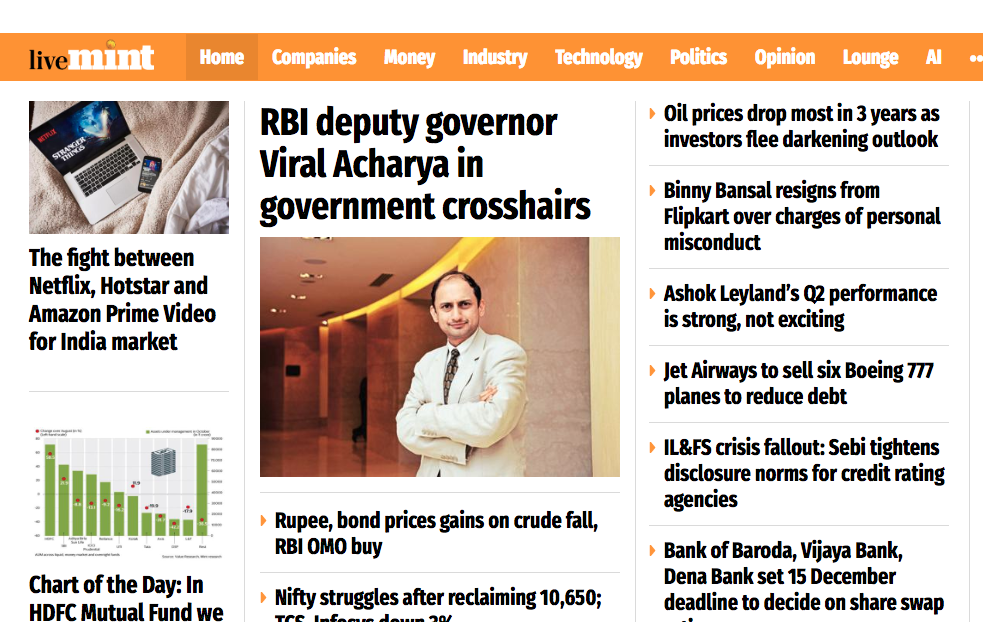 livemint
Home Companies Money Industry Technology Politics Opinion Lounge AI
NETFLIX
STRANGER
THINGS
The fight between
Netflix, Hotstar and
Amazon Prime Video
for India market
Chart of the Day: In
HDFC Mutual Fund we
RBI deputy governor
Viral Acharya in
government crosshairs
Rupee, bond prices gains on crude fall,
RBI OMO buy
Nifty struggles after reclaiming 10,650;
TCS, Infosys down 3%
Oil prices drop most in 3 years as
investors flee darkening outlook
Binny Bansal resigns from
Flipkart over charges of personal
misconduct
Ashok Leyland’s Q2 performance
is strong, not exciting
Jet Airways to sell six Boeing 777
planes to reduce debt
IL&FS crisis fallout: Sebi tightens
disclosure norms for credit rating
agencies
Bank of Baroda, Vijaya Bank,
Dena Bank set 15 December
deadline to decide on share swap